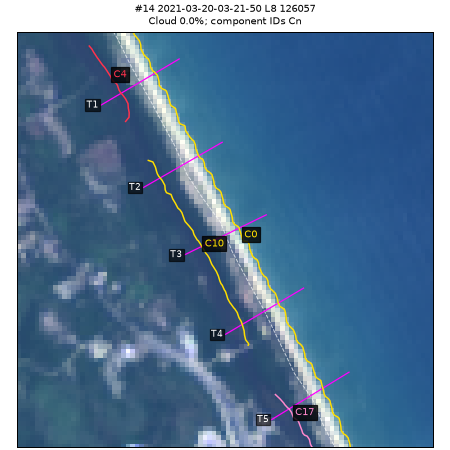 #14 2021-03-20-03-21-50 L8 126057
Cloud 0.0%; component IDs Cn
C4
T1
T2
C0
C10
T3
T4
C17
T5